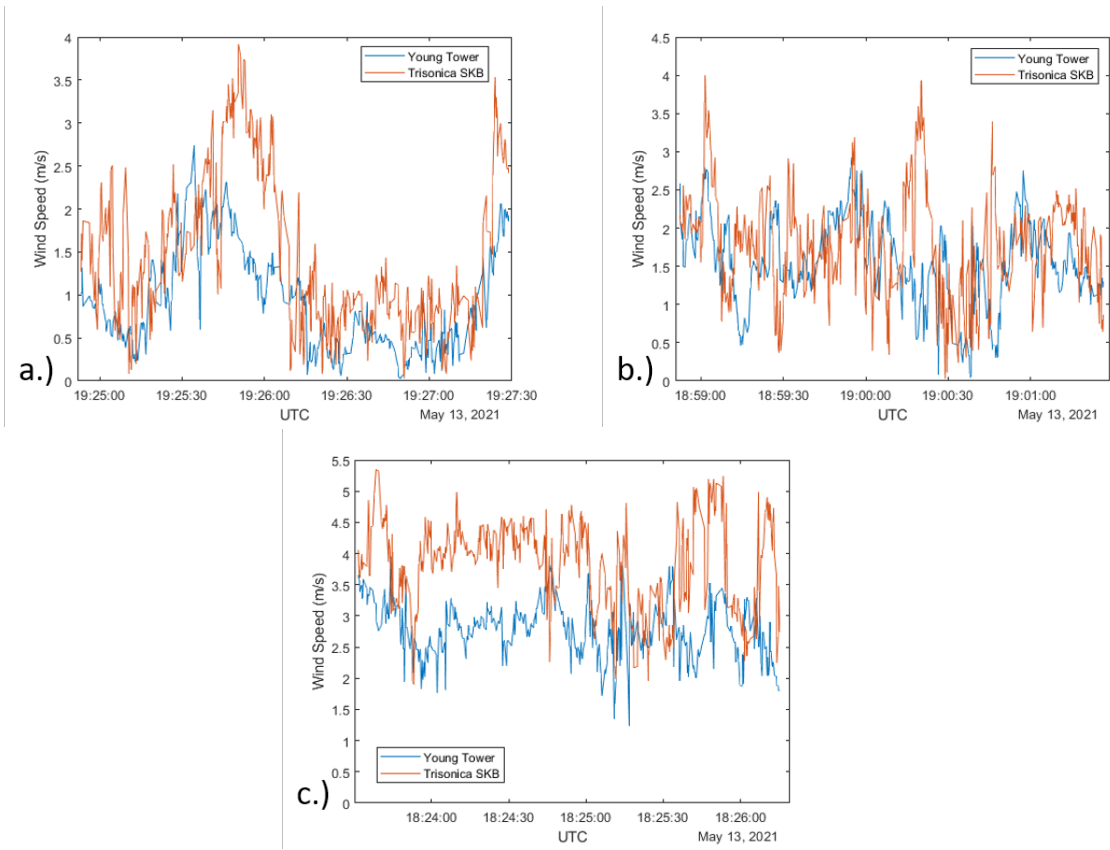 4
3.5
3
2.5
2
1.5
1
0.5
0
Wind Speed (m/s)
Young Tower
Trisonica SKB
19:25:00 19:25:30 19:26:00 19:26:30 19:27:00 19:27:30
UTC
May 13, 2021
a.)
4.5
4
3.5
3
2.5
2
1.5
1
0.5
0
Wind Speed (m/s)
Young Tower
Trisonica SKB
18:59:00 18:59:30 19:00:00 19:00:30 19:01:00
UTC
May 13, 2021
b.)
5.5
5
4.5
4
3.5
3
2.5
2
1.5
1
0.5
0
Wind Speed (m/s)
Young Tower
Trisonica SKB
18:24:00 18:24:30 18:25:00 18:25:30 18:26:00
UTC
May 13, 2021
c.)